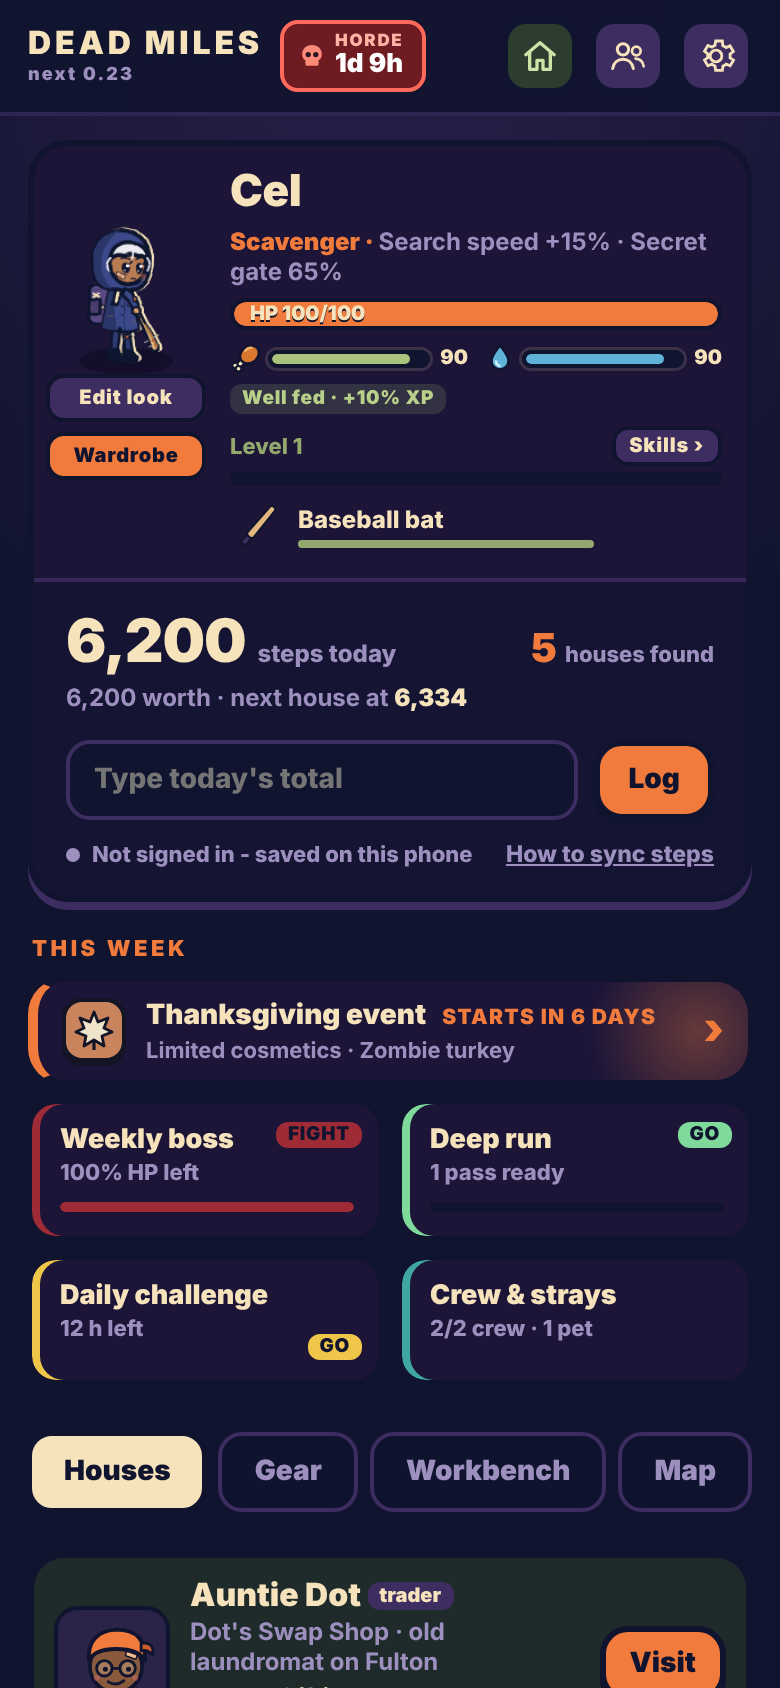 DEAD MILES
next 0.23
HORDE
1d 9h
Cel
Scavenger · Search speed +15% · Secret
gate 65%
HP 100/100
90
90
Well fed · +10% XP
Level 1
Skills ›
Baseball bat
6,200 steps today
5 houses found
6,200 worth · next house at 6,334
Edit look
Wardrobe
Type today's total
Log
Not signed in - saved on this phone
How to sync steps
THIS WEEK
Thanksgiving event STARTS IN 6 DAYS
Limited cosmetics · Zombie turkey
Weekly boss
FIGHT
100% HP left
Deep run
GO
1 pass ready
Daily challenge
12 h left
GO
Crew & strays
2/2 crew · 1 pet
Houses
Gear
Workbench
Map
Auntie Dot trader
Dot's Swap Shop · old
laundromat on Fulton
Visit